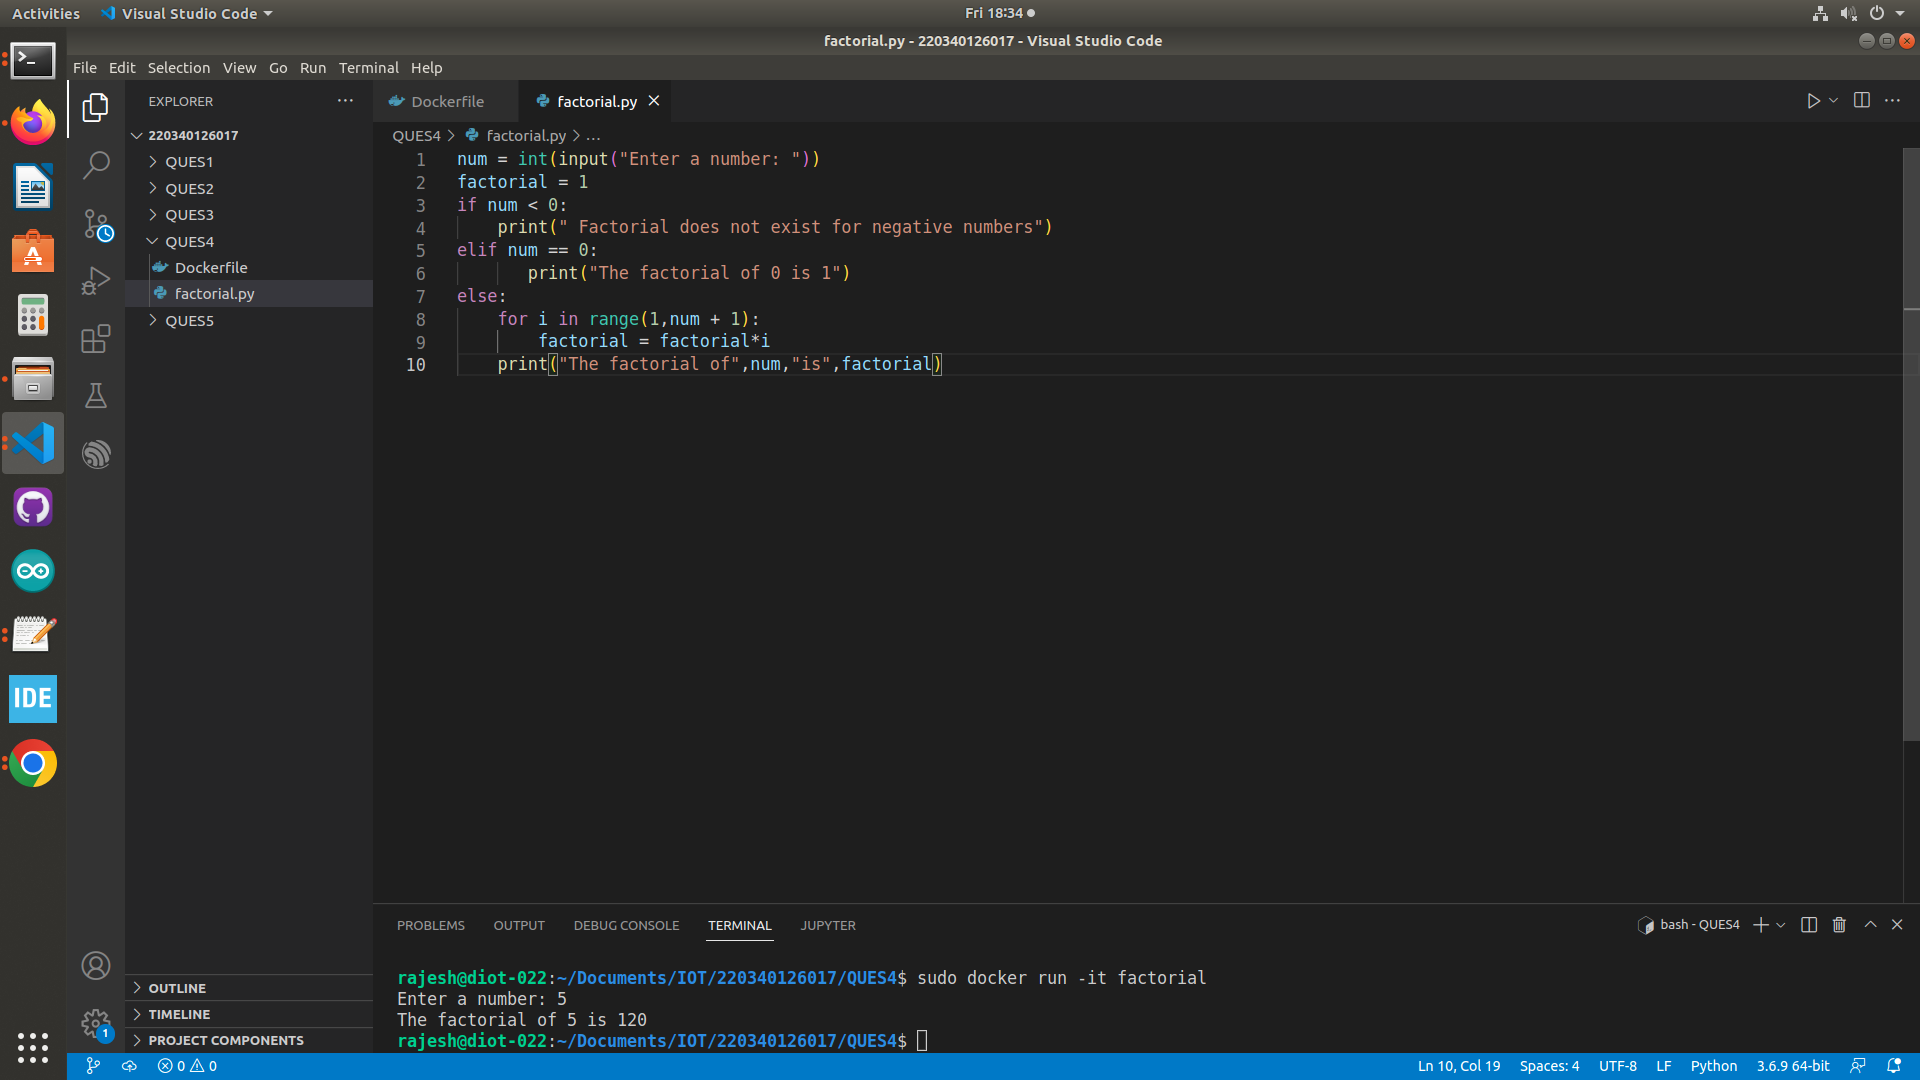 Activities Visual Studio Code Fri 18:34
factorial.py - 220340126017 - Visual Studio Code
File Edit Selection View Go Run Terminal Help
EXPLORER
220340126017
QUES1
QUES2
QUES3
QUES4
Dockerfile
factorial.py
QUES5
OUTLINE
TIMELINE
PROJECT COMPONENTS
IDE
1
Dockerfile factorial.py
QUES4 > factorial.py > ...
1 num = int(input("Enter a number: "))
2 factorial = 1
3 if num < 0:
4     print(" Factorial does not exist for negative numbers")
5 elif num == 0:
6        print("The factorial of 0 is 1")
7 else:
8     for i in range(1,num + 1):
9         factorial = factorial*i
10     print("The factorial of",num,"is",factorial)
PROBLEMS OUTPUT DEBUG CONSOLE TERMINAL JUPYTER bash - QUES4
rajesh@diot-022:~/Documents/IOT/220340126017/QUES4$ sudo docker run -it factorial
Enter a number: 5
The factorial of 5 is 120
rajesh@diot-022:~/Documents/IOT/220340126017/QUES4$
0 0 Ln 10, Col 19 Spaces: 4 UTF-8 LF Python 3.6.9 64-bit